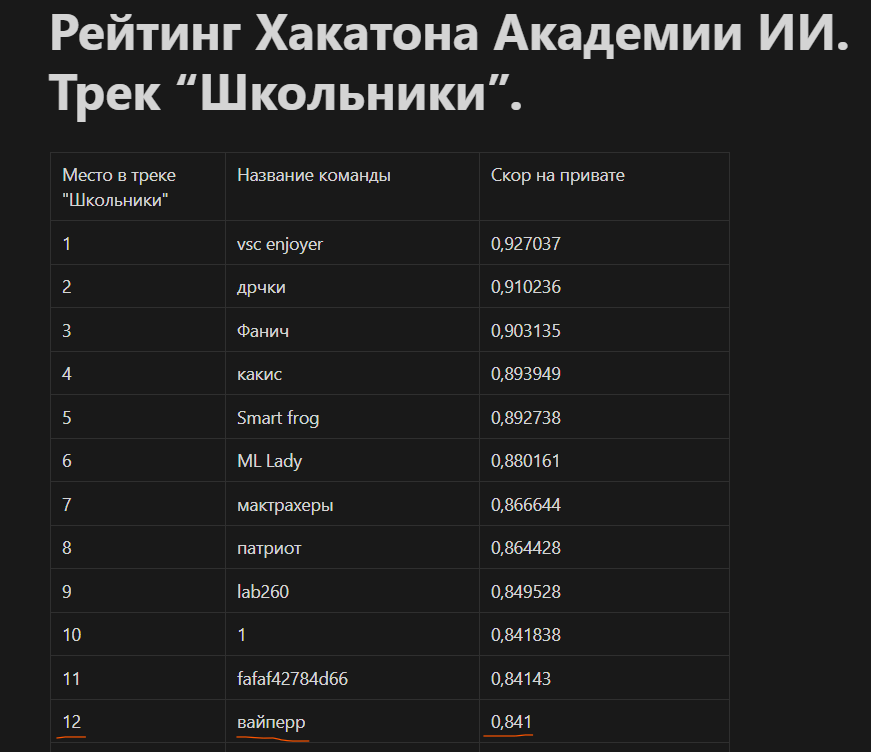 Рейтинг Хакатона Академии ИИ.
Трек “Школьники”.
Место в треке "Школьники" Название команды Скор на привате
1 vsc enjoyer 0,927037
2 дрчки 0,910236
3 Фанич 0,903135
4 какис 0,893949
5 Smart frog 0,892738
6 ML Lady 0,880161
7 мактрахеры 0,866644
8 патриот 0,864428
9 lab260 0,849528
10 1 0,841838
11 fafaf42784d66 0,84143
12 вайперр 0,841